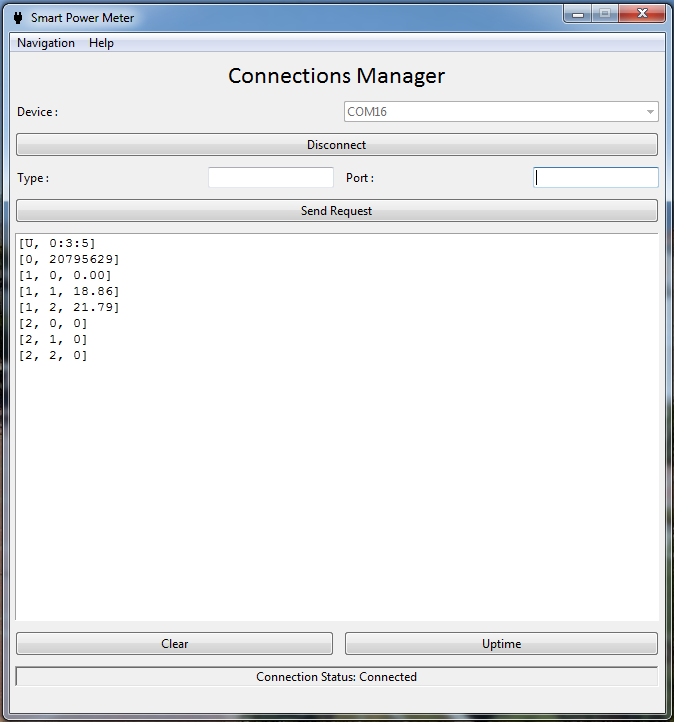 Smart Power Meter
Navigation Help
Connections Manager
Device : COM16
Disconnect
Type : Port :
Send Request
[U, 0:3:5]
[0, 20795629]
[1, 0, 0.00]
[1, 1, 18.86]
[1, 2, 21.79]
[2, 0, 0]
[2, 1, 0]
[2, 2, 0]
Clear Uptime
Connection Status: Connected